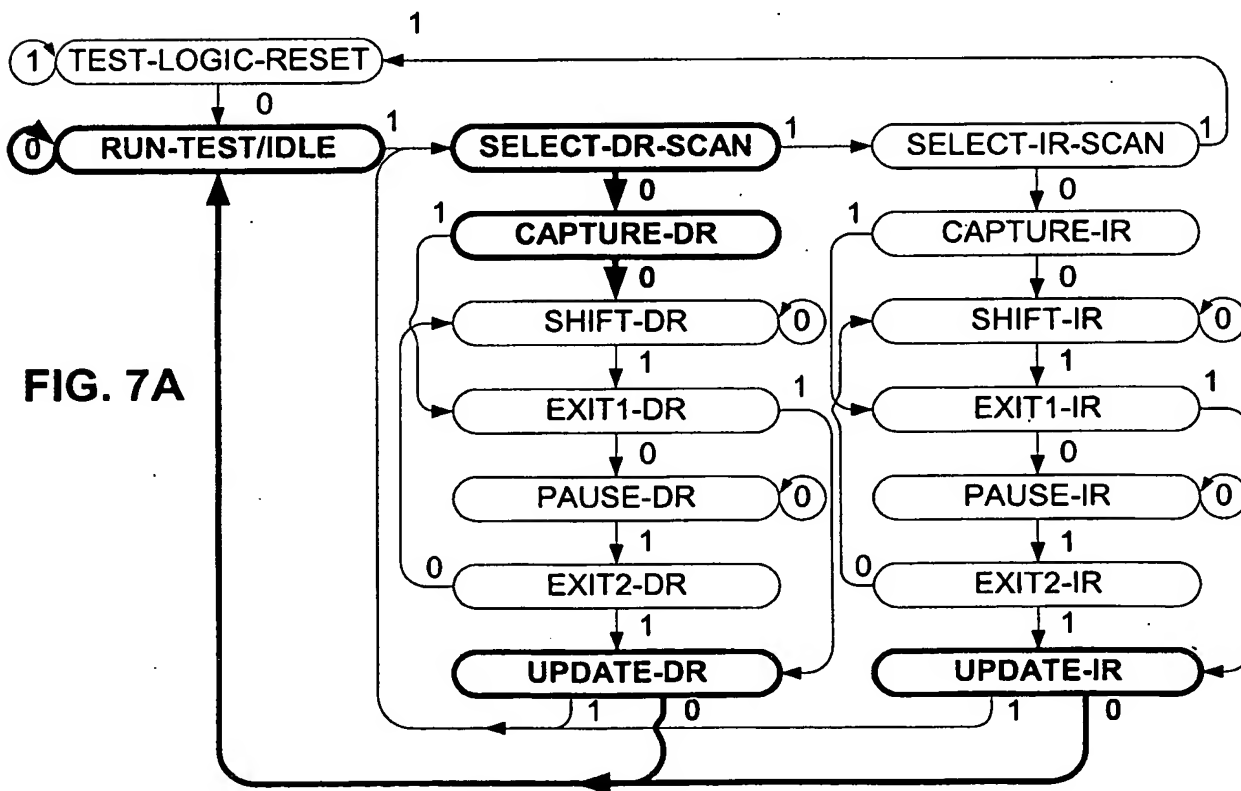 1
1 TEST-LOGIC-RESET
0
0 RUN-TEST/IDLE 1 SELECT-DR-SCAN 1 SELECT-IR-SCAN 1
0 0
1 CAPTURE-DR 1 CAPTURE-IR
0 0
SHIFT-DR 0 SHIFT-IR 0
1 1
FIG. 7A
EXIT1-DR 1 EXIT1-IR 1
0 0
PAUSE-DR 0 PAUSE-IR 0
1 1
0 EXIT2-DR 0 EXIT2-IR
1 1
UPDATE-DR UPDATE-IR
1 0 1 0